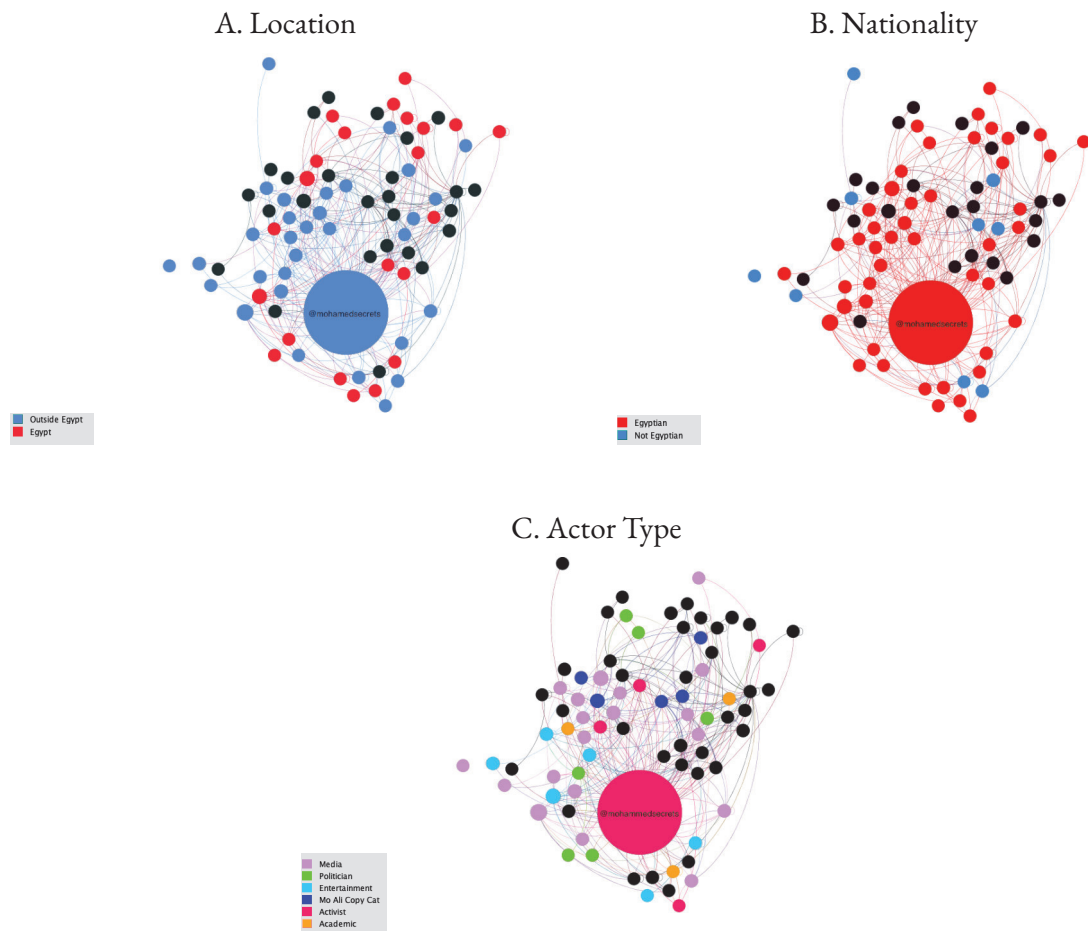 A. Location
B. Nationality
@mohamedsecrets
@mohamedsecrets
Outside Egypt
Egypt
Egyptian
Not Egyptian
C. Actor Type
@mohammedsecrets
Media
Politician
Entertainment
Mo Ali Copy Cat
Activist
Academic